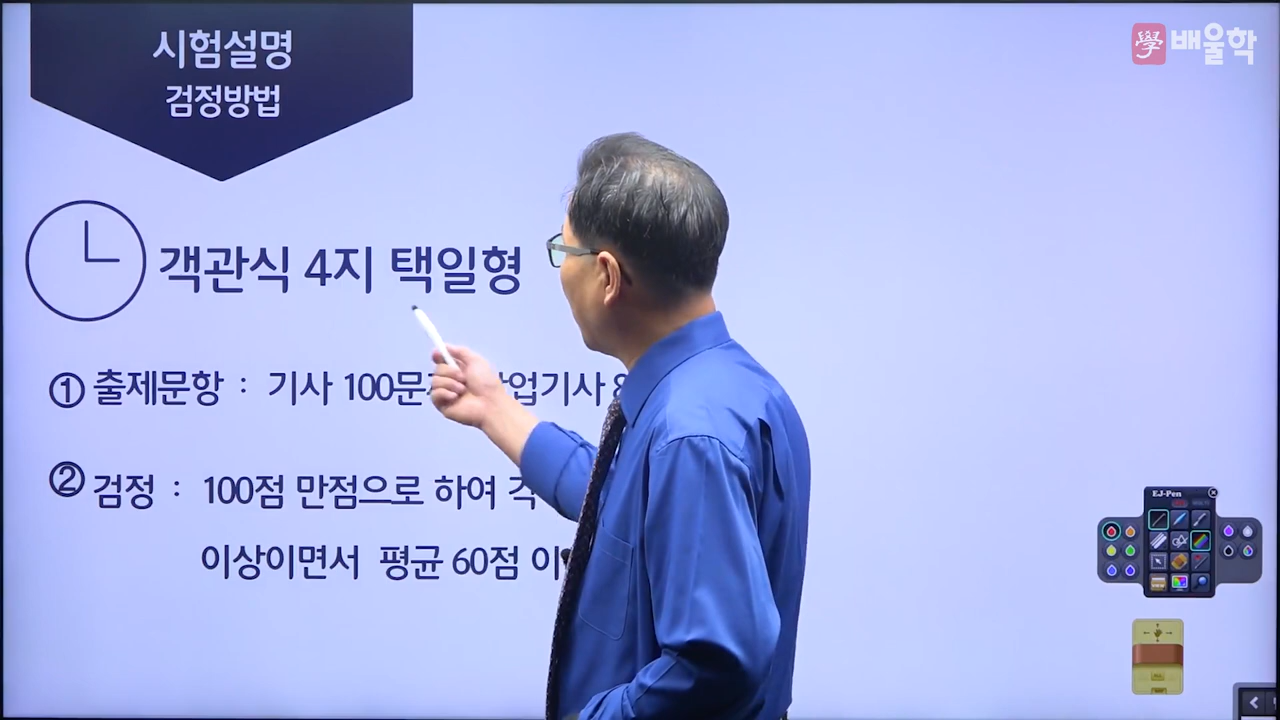 시험설명
검정방법
學 배울학
객관식 4지 택일형
① 출제문항 : 기사 100문 업기사
② 검정 : 100점 만점으로 하여 각
이상이면서 평균 60점 이
EJ-Pen